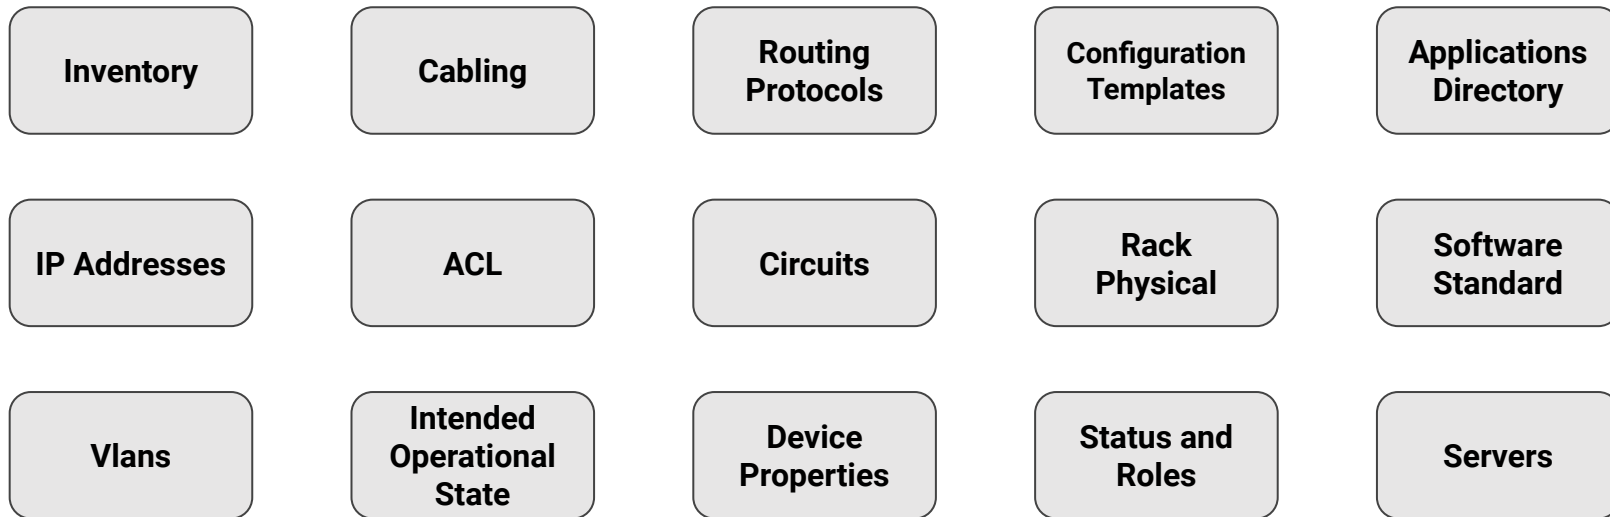 Inventory
Cabling
Routing
Protocols
Configuration
Templates
Applications
Directory
IP Addresses
ACL
Circuits
Rack
Physical
Software
Standard
Vlans
Intended
Operational
State
Device
Properties
Status and
Roles
Servers